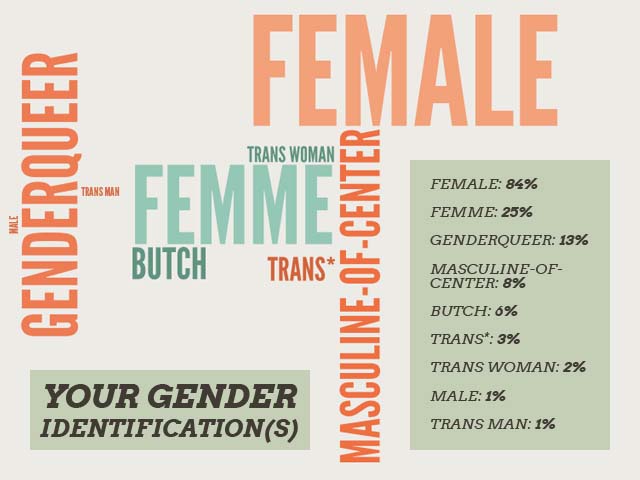 FEMALE
GENDERQUEER
MALE
TRANS MAN
TRANS WOMAN
FEMME
BUTCH
TRANS*
MASCULINE-OF-CENTER
YOUR GENDER
IDENTIFICATION(S)
FEMALE: 84%
FEMME: 25%
GENDERQUEER: 13%
MASCULINE-OF-
CENTER: 8%
BUTCH: 6%
TRANS*: 3%
TRANS WOMAN: 2%
MALE: 1%
TRANS MAN: 1%